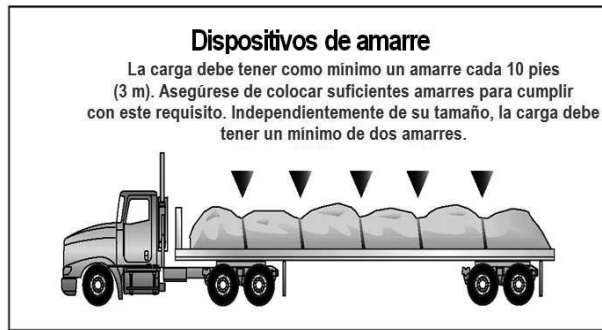 Dispositivos de amarre
La carga debe tener como mínimo un amarre cada 10 pies
(3 m). Asegúrese de colocar suficientes amarres para cumplir
con este requisito. Independientemente de su tamaño, la carga debe
tener un mínimo de dos amarres.